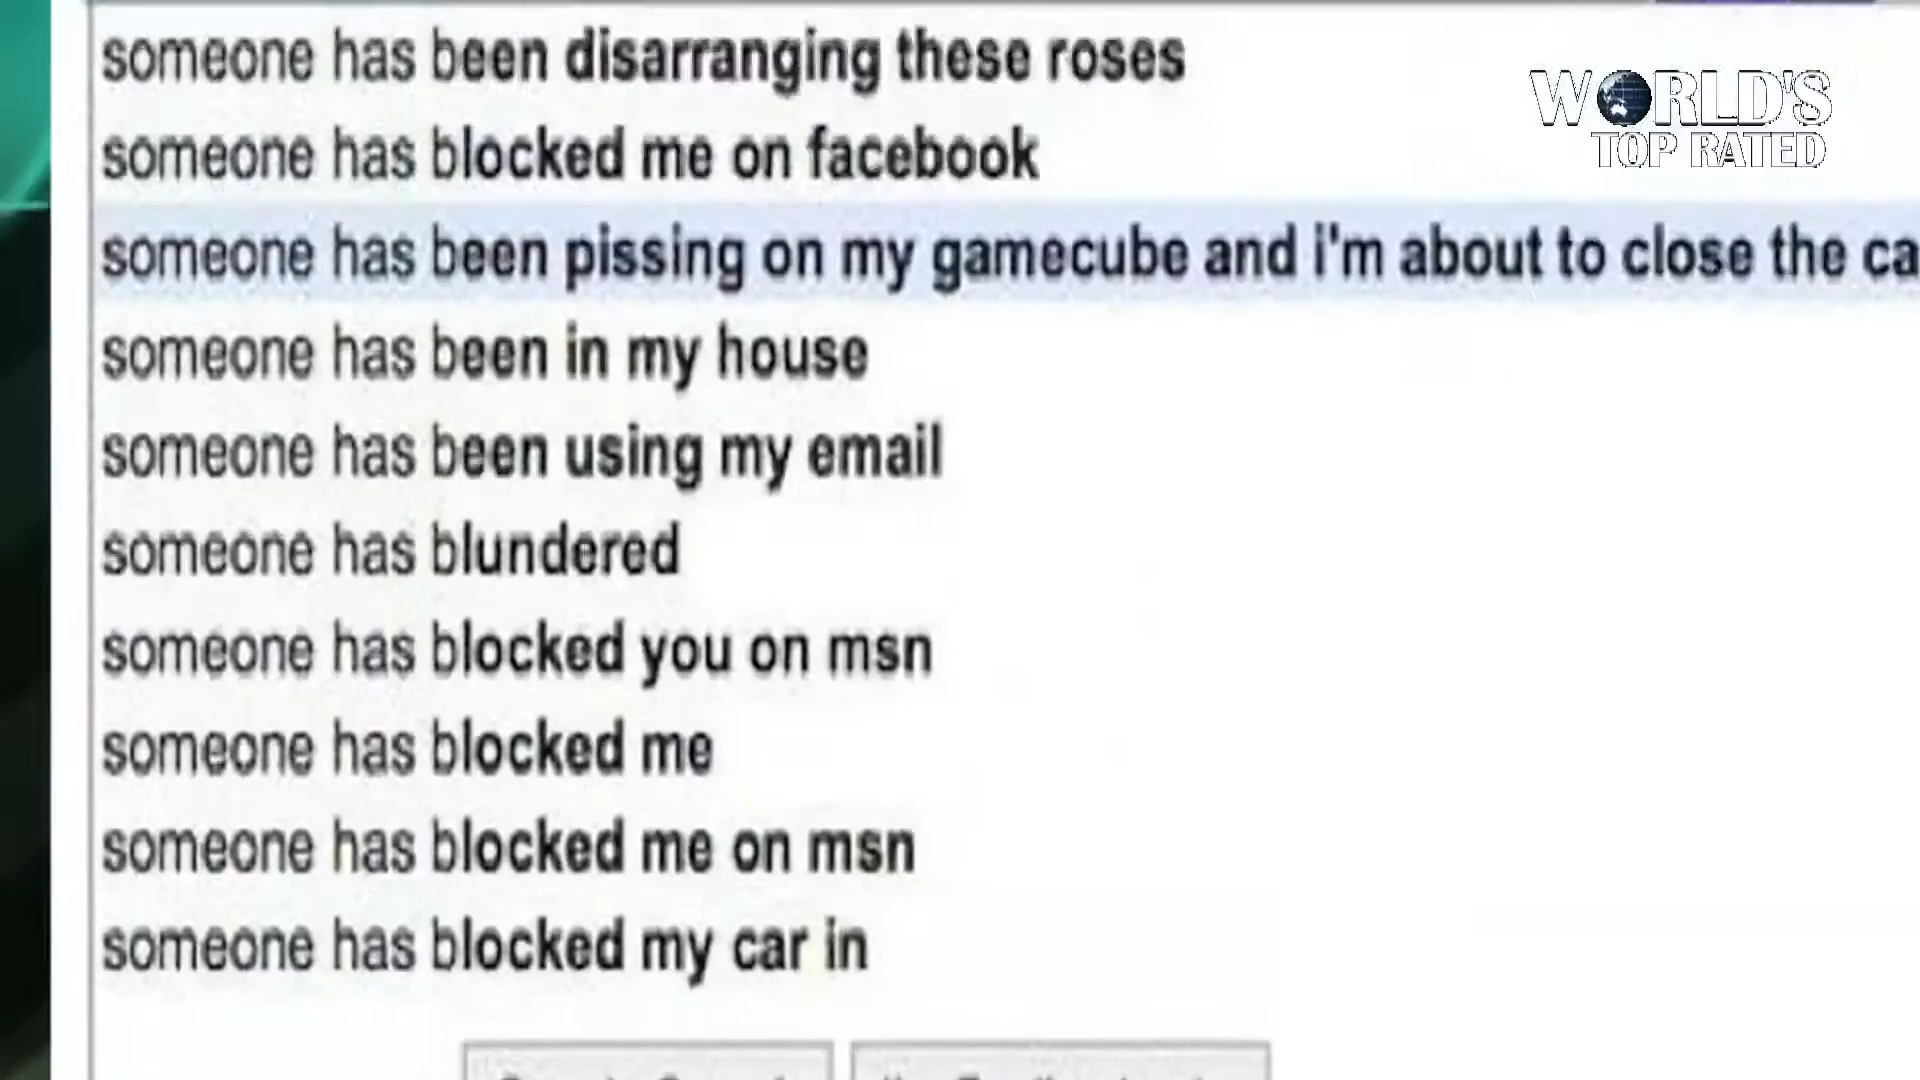 someone has been disarranging these roses
WORLD'S
TOP RATED
someone has blocked me on facebook
someone has been pissing on my gamecube and i'm about to close the ca
someone has been in my house
someone has been using my email
someone has blundered
someone has blocked you on msn
someone has blocked me
someone has blocked me on msn
someone has blocked my car in